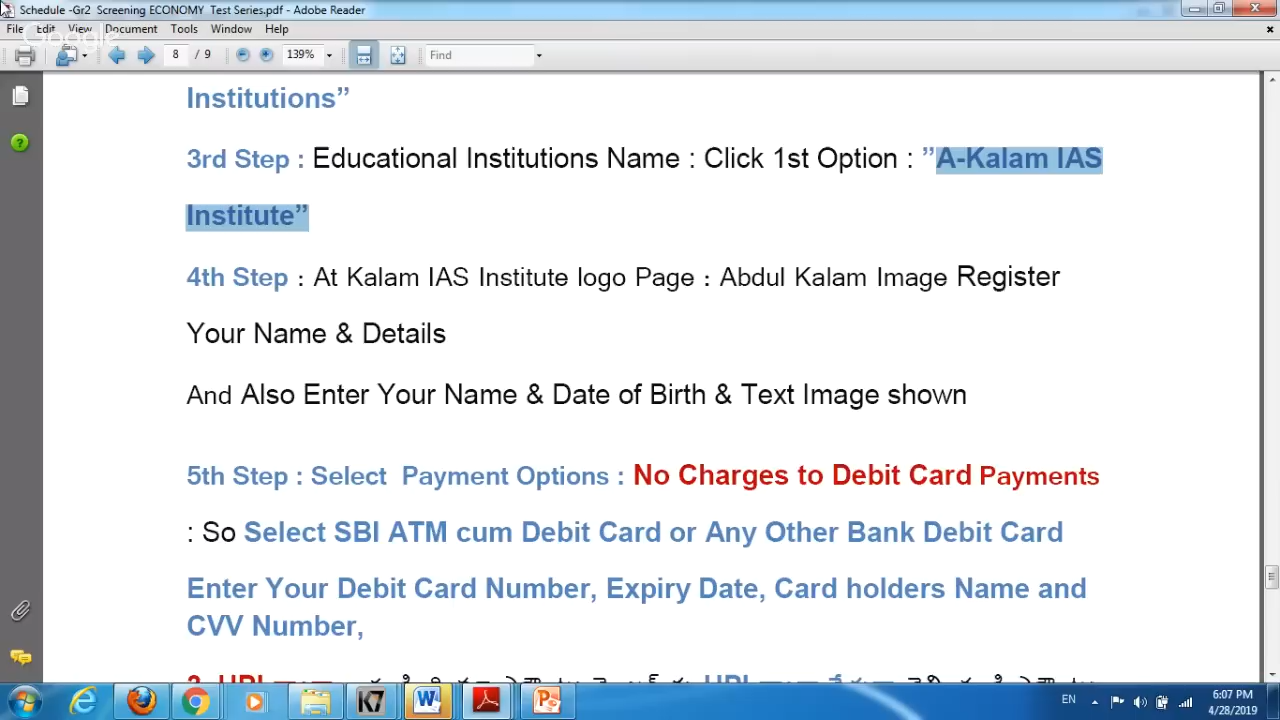 Schedule -Gr2 Screening ECONOMY Test Series.pdf - Adobe Reader
File Edit View Document Tools Window Help
Google
8 / 9 139% Find
Institutions”
3rd Step : Educational Institutions Name : Click 1st Option : ”A-Kalam IAS
Institute”
4th Step : At Kalam IAS Institute logo Page : Abdul Kalam Image Register
Your Name & Details
And Also Enter Your Name & Date of Birth & Text Image shown
5th Step : Select Payment Options : No Charges to Debit Card Payments
: So Select SBI ATM cum Debit Card or Any Other Bank Debit Card
Enter Your Debit Card Number, Expiry Date, Card holders Name and
CVV Number,
EN 6:07 PM
4/28/2019